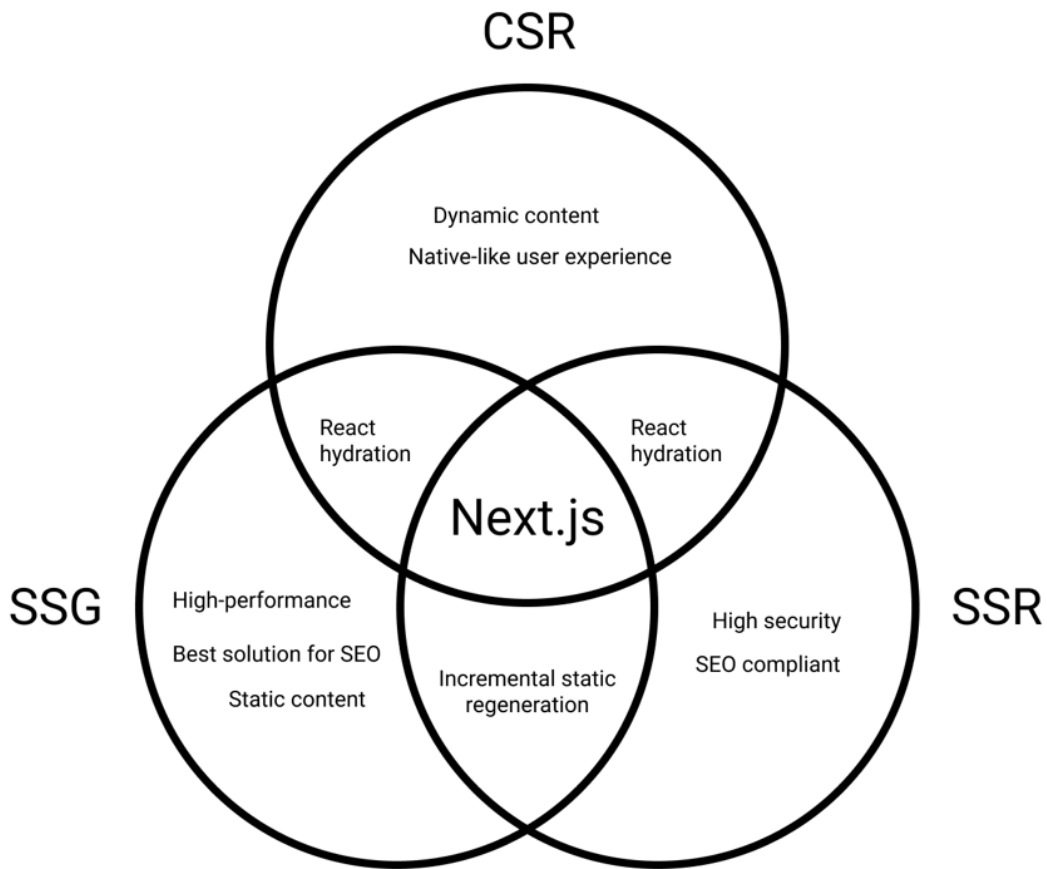 CSR
Dynamic content
Native-like user experience
React
hydration
React
hydration
Next.js
SSG
High-performance
Best solution for SEO
Static content
Incremental static
regeneration
SSR
High security
SEO compliant